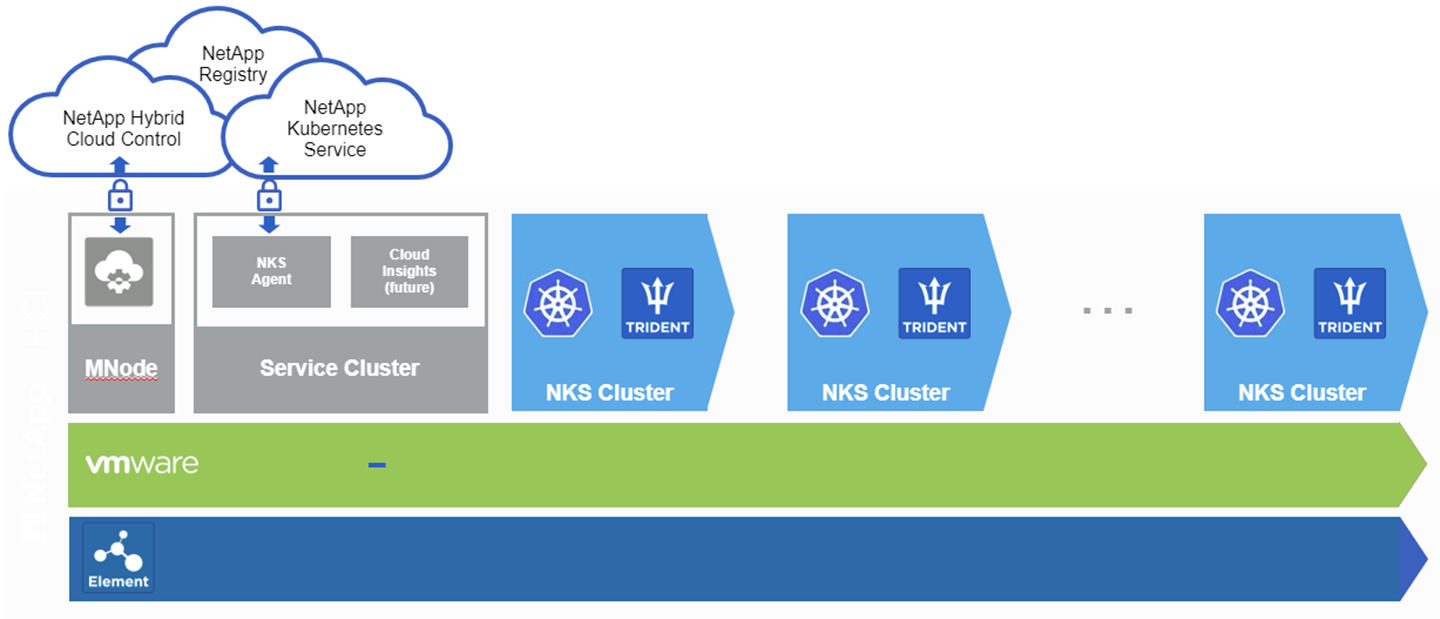 NetApp
Registry
NetApp Hybrid
Cloud Control
NetApp
Kubernetes
Service
NKS
Agent
Cloud
Insights
(future)
MNode
Service Cluster
TRIDENT
NKS Cluster
TRIDENT
NKS Cluster
...
TRIDENT
NKS Cluster
NetApp HCI
vmware
Element